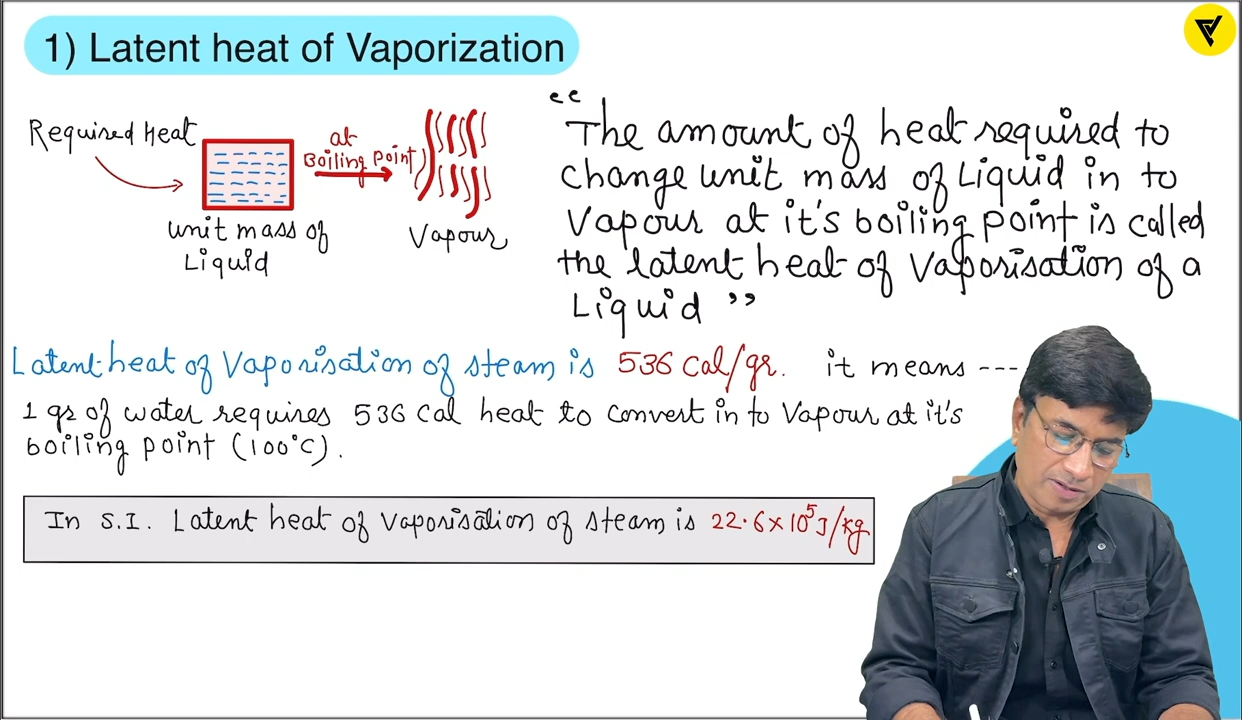 1) Latent heat of Vaporization
Required Heat
at
Boiling Point
unit mass of
Liquid
Vapour
“The amount of heat required to
change unit mass of Liquid in to
Vapour at it's boiling point is called
the latent heat of Vaporisation of a
Liquid”
Latent heat of Vaporisation of steam is 536 Cal/gr. it means ---
1 gr of water requires 536 Cal heat to convert in to Vapour at it's
boiling point (100°C).
In S.I. Latent heat of Vaporisation of steam is 22.6×10⁵J/kg